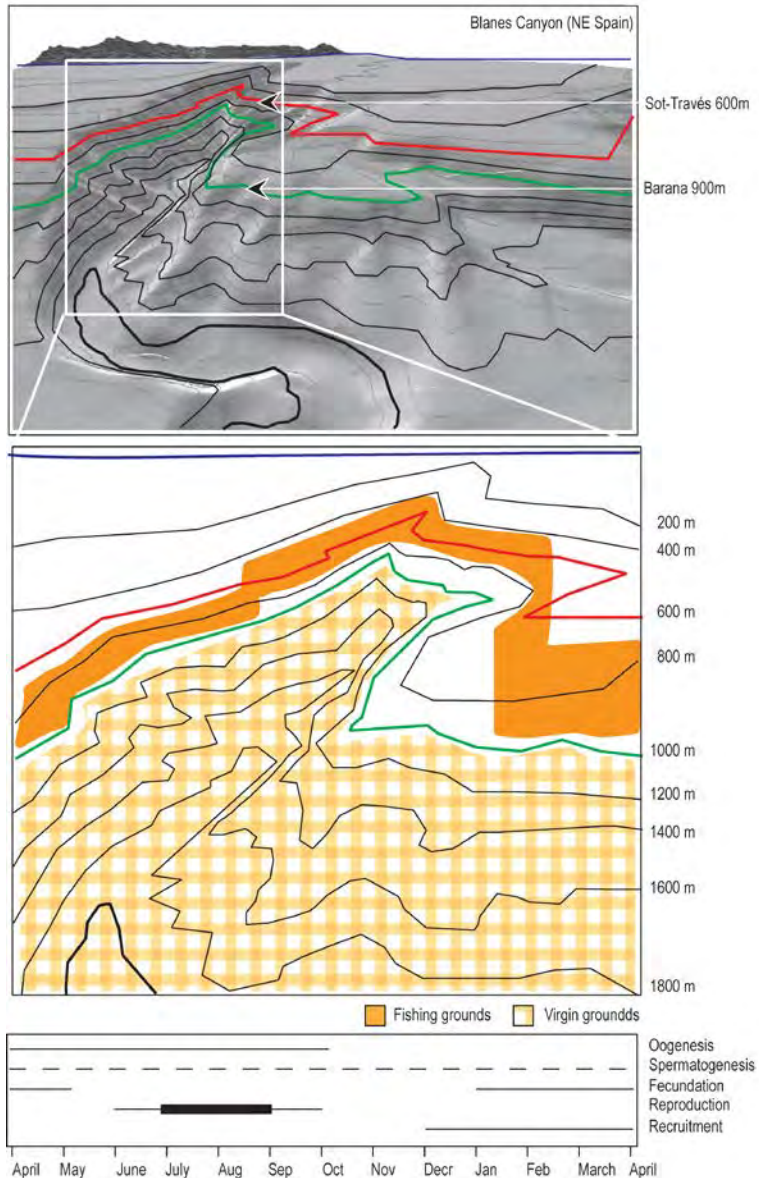 Blanes Canyon (NE Spain)
Sot-Través 600m
Barana 900m
200 m
400 m
600 m
800 m
1000 m
1200 m
1400 m
1600 m
1800 m
Fishing grounds Virgin groundds
Oogenesis
Spermatogenesis
Fecundation
Reproduction
Recruitment
April May June July Aug Sep Oct Nov Decr Jan Feb March April